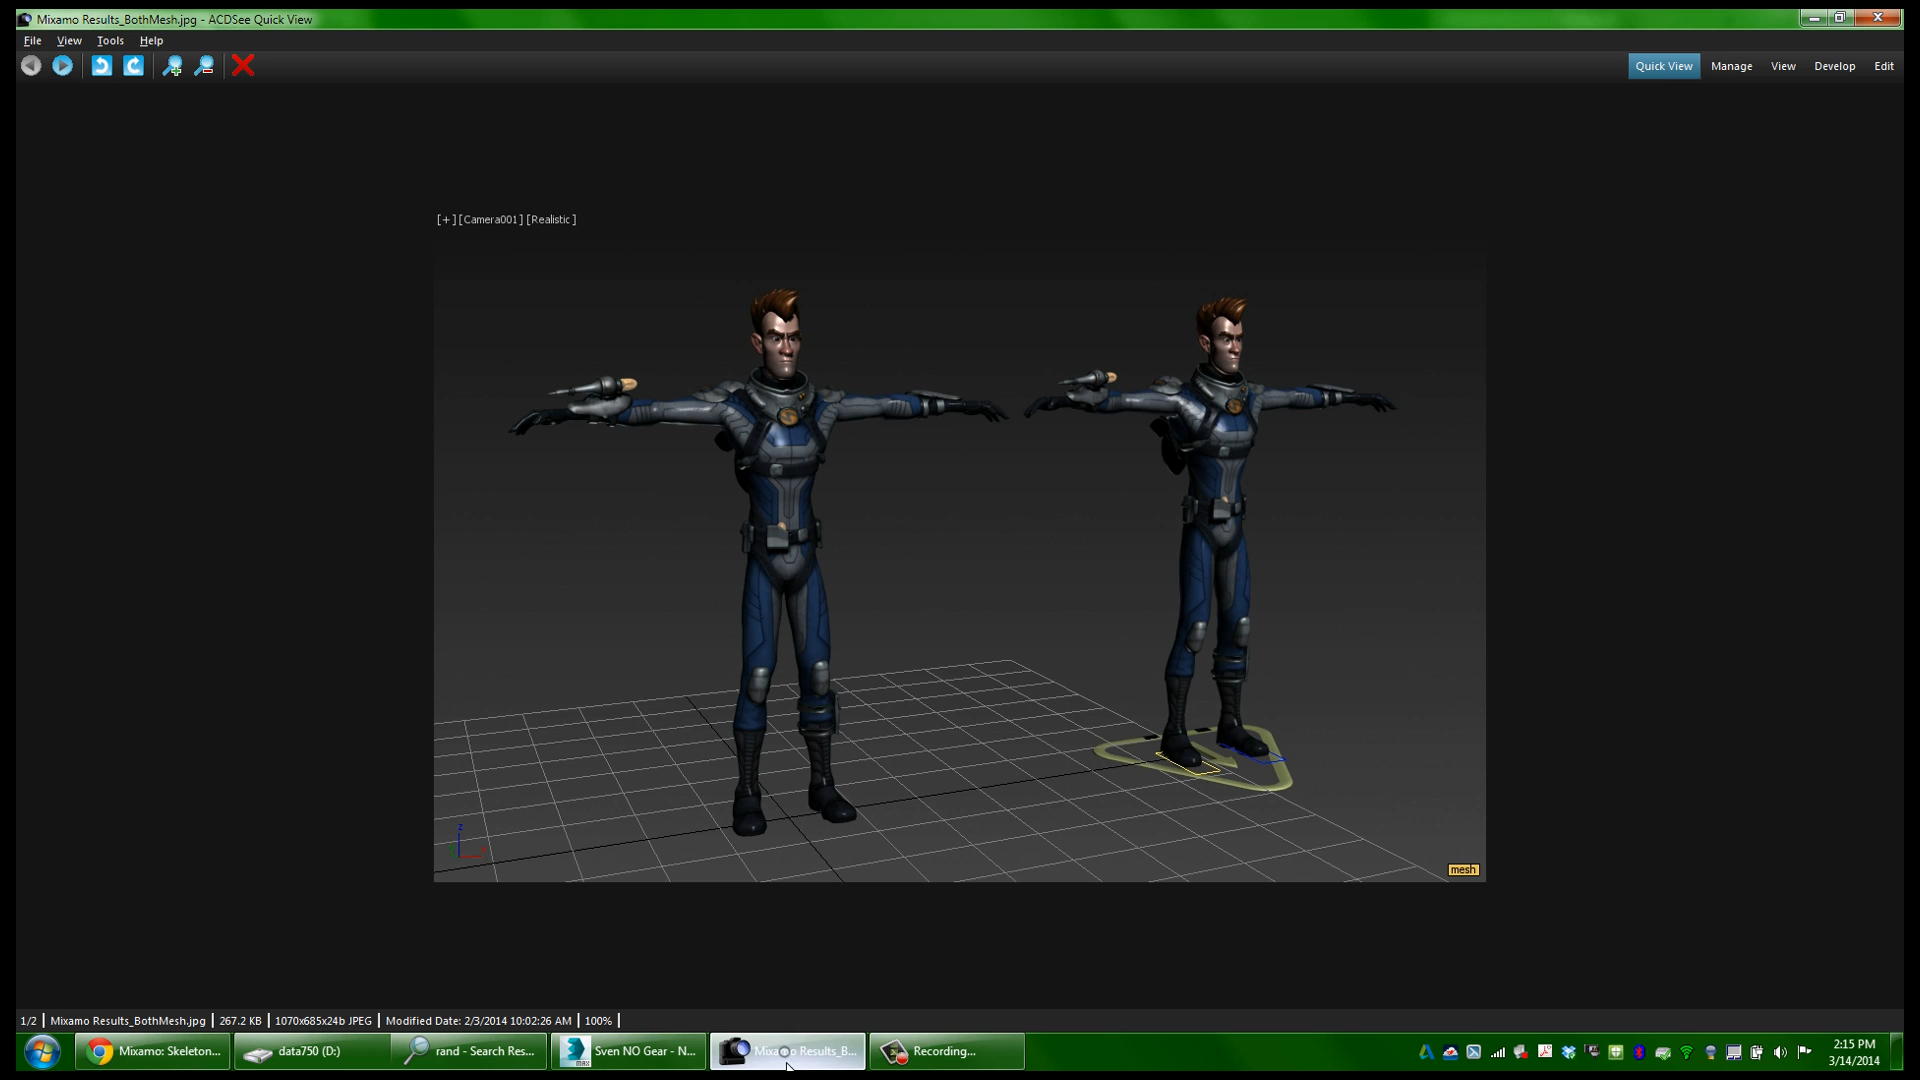 Mixamo Results_BothMesh.jpg - ACDSee Quick View
File View Tools Help
Quick View Manage View Develop Edit
[+] [Camera001] [Realistic]
z
mesh
1/2 | Mixamo Results_BothMesh.jpg | 267.2 KB | 1070x685x24b JPEG | Modified Date: 2/3/2014 10:02:26 AM | 100% |
Mixamo: Skeleton... data750 (D:) rand - Search Res... Sven NO Gear - N... Mixamo Results_B... Recording...
2:15 PM
3/14/2014